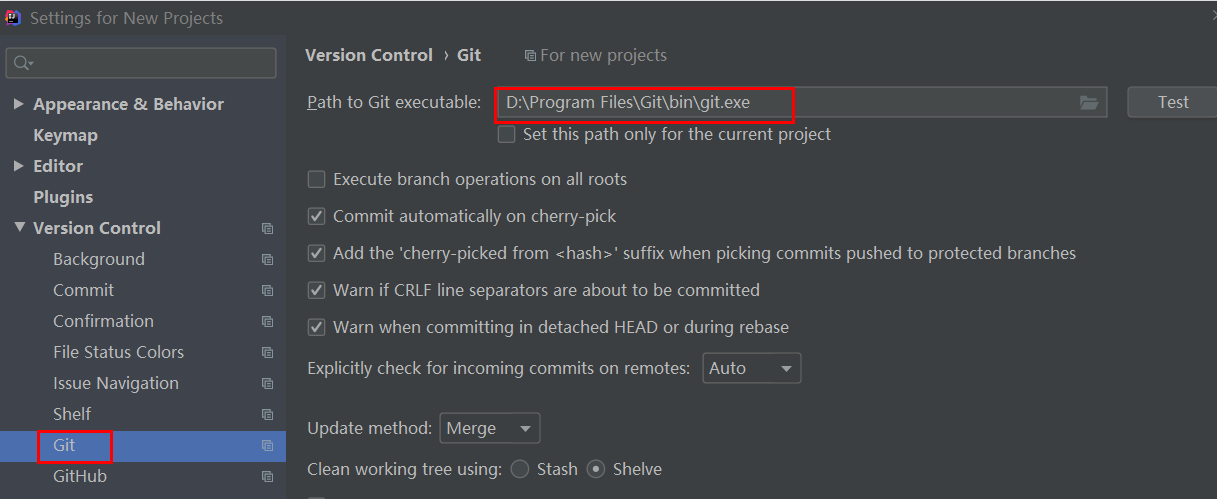 Settings for New Projects
Version Control › Git For new projects
Path to Git executable: D:\Program Files\Git\bin\git.exe Test
Set this path only for the current project
Appearance & Behavior
Keymap
Editor
Plugins
Version Control
Background
Commit
Confirmation
File Status Colors
Issue Navigation
Shelf
Git
GitHub
Execute branch operations on all roots
Commit automatically on cherry-pick
Add the 'cherry-picked from <hash>' suffix when picking commits pushed to protected branches
Warn if CRLF line separators are about to be committed
Warn when committing in detached HEAD or during rebase
Explicitly check for incoming commits on remotes: Auto
Update method: Merge
Clean working tree using: Stash Shelve